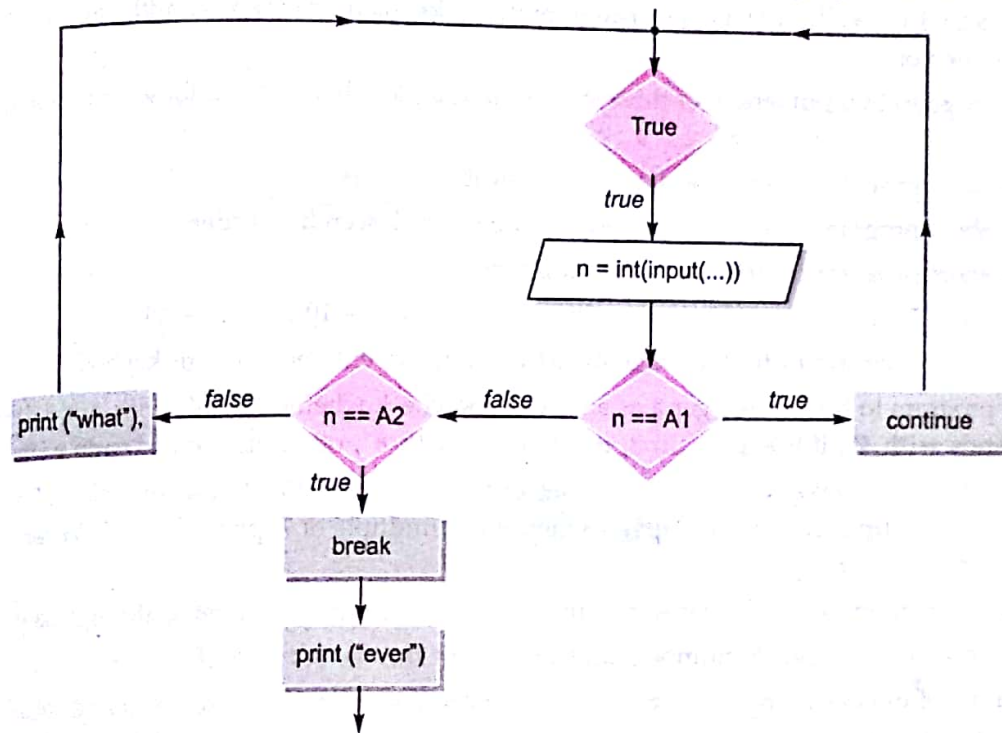 True
true
n = int(input(...))
n == A1
true
continue
false
n == A2
false
print ("what"),
true
break
print ("ever")